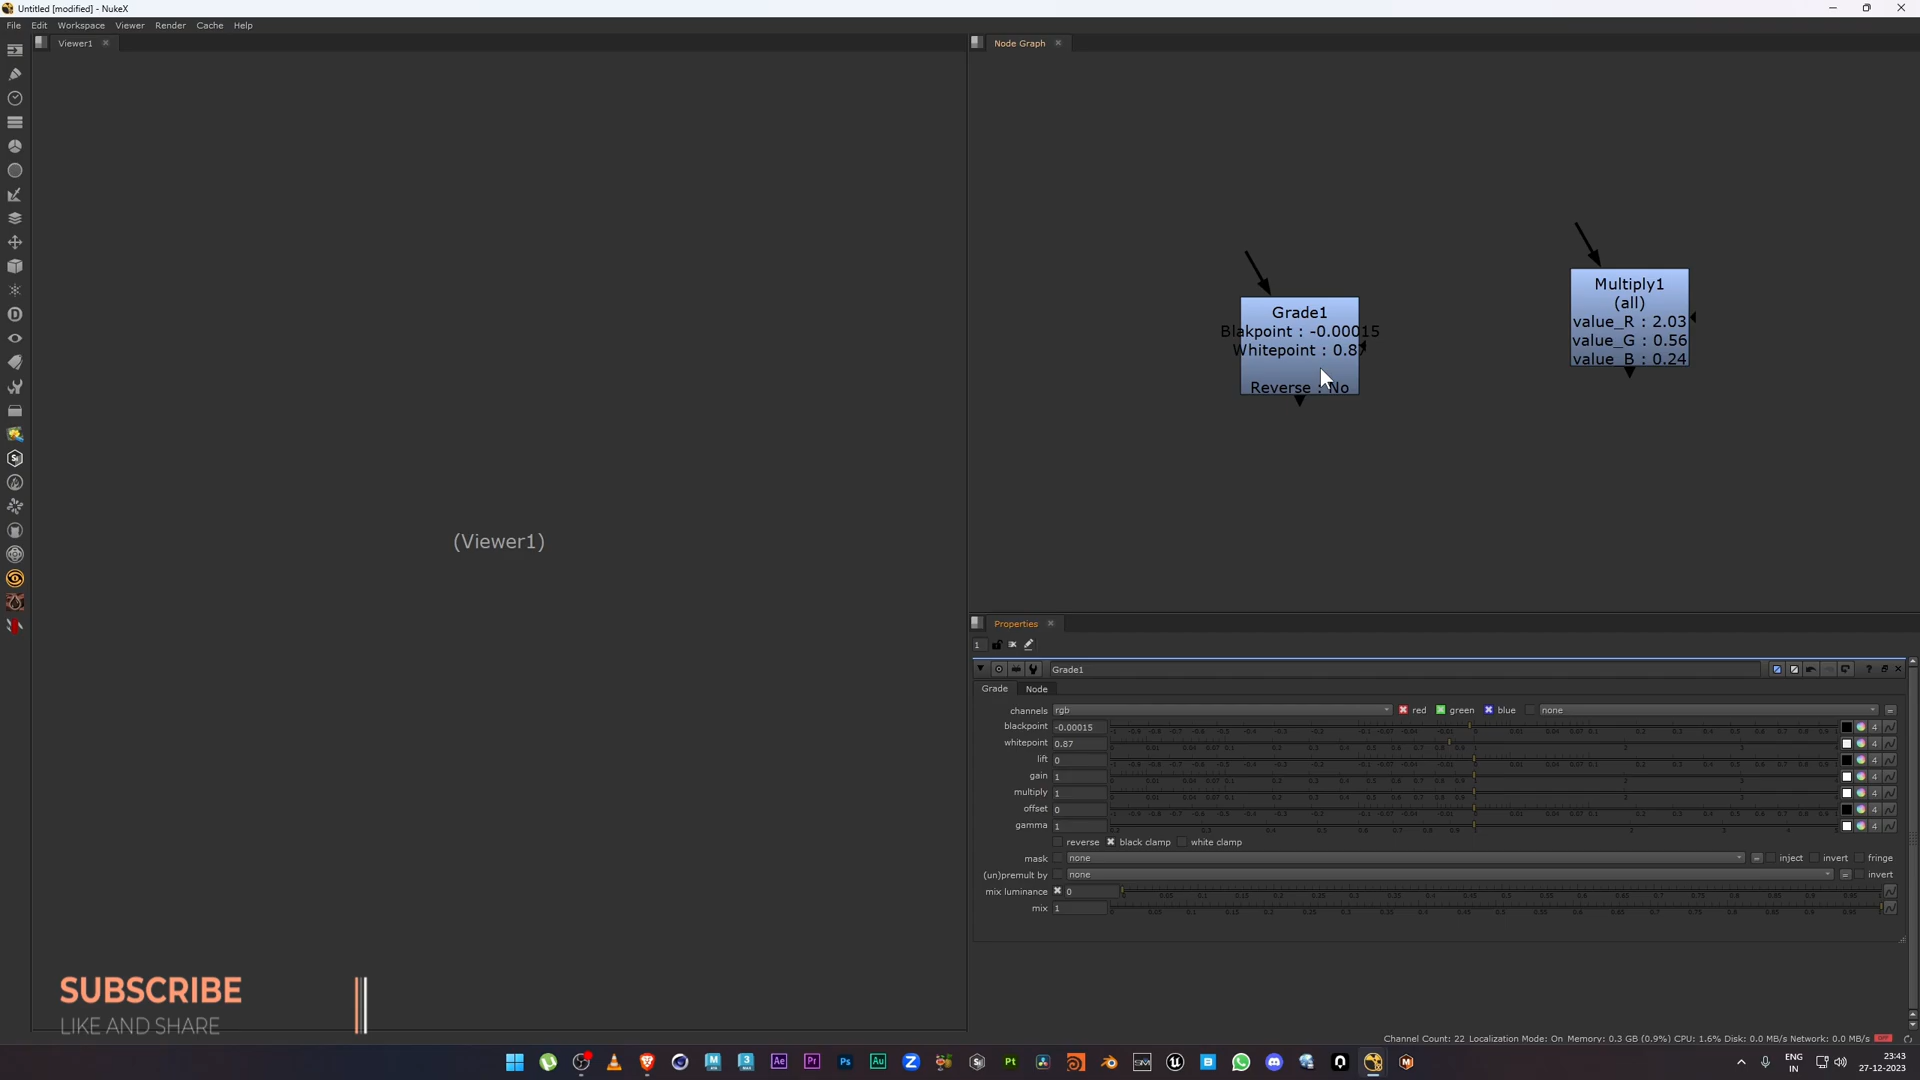 Untitled [modified] - NukeX
File Edit Workspace Viewer Render Cache Help
Viewer1
Node Graph
Grade1
Blakpoint : -0.00015
Whitepoint : 0.87
Reverse : No
Multiply1
(all)
value_R : 2.03
value_G : 0.56
value_B : 0.24
(Viewer1)
Properties
1
Grade1
Grade Node
channels rgb red green blue none
blackpoint -0.00015
whitepoint 0.87
lift 0
gain 1
multiply 1
offset 0
gamma 1
reverse black clamp white clamp
mask none inject invert fringe
(un)premult by none invert
mix luminance 0
mix 1
SUBSCRIBE
LIKE AND SHARE
Channel Count: 22 Localization Mode: On Memory: 0.3 GB (0.9%) CPU: 1.6% Disk: 0.0 MB/s Network: 0.0 MB/s
ENG
IN
23:43
27-12-2023